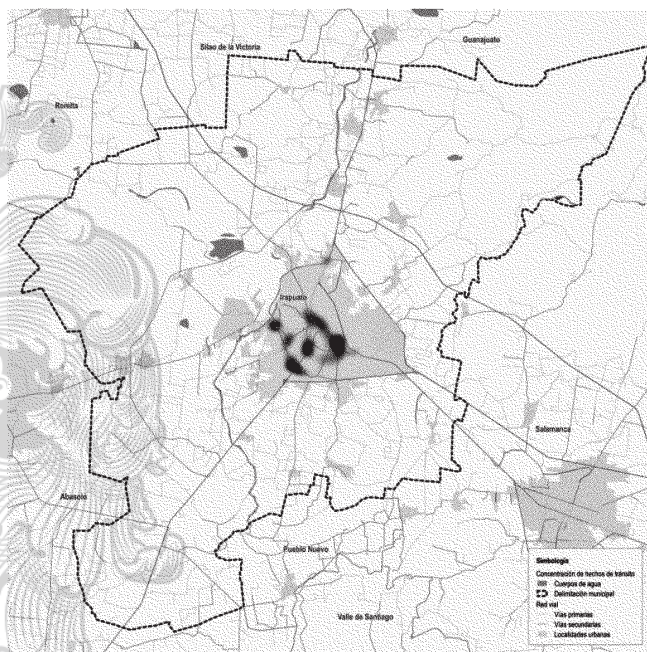 Silao de la Victoria
Guanajuato
Romita
Irapuato
Salamanca
Abasolo
Pueblo Nuevo
Valle de Santiago
Simbología
Concentración de hechos de tránsito
Cuerpos de agua
Delimitación municipal
Red vial
Vías primarias
Vías secundarias
Localidades urbanas